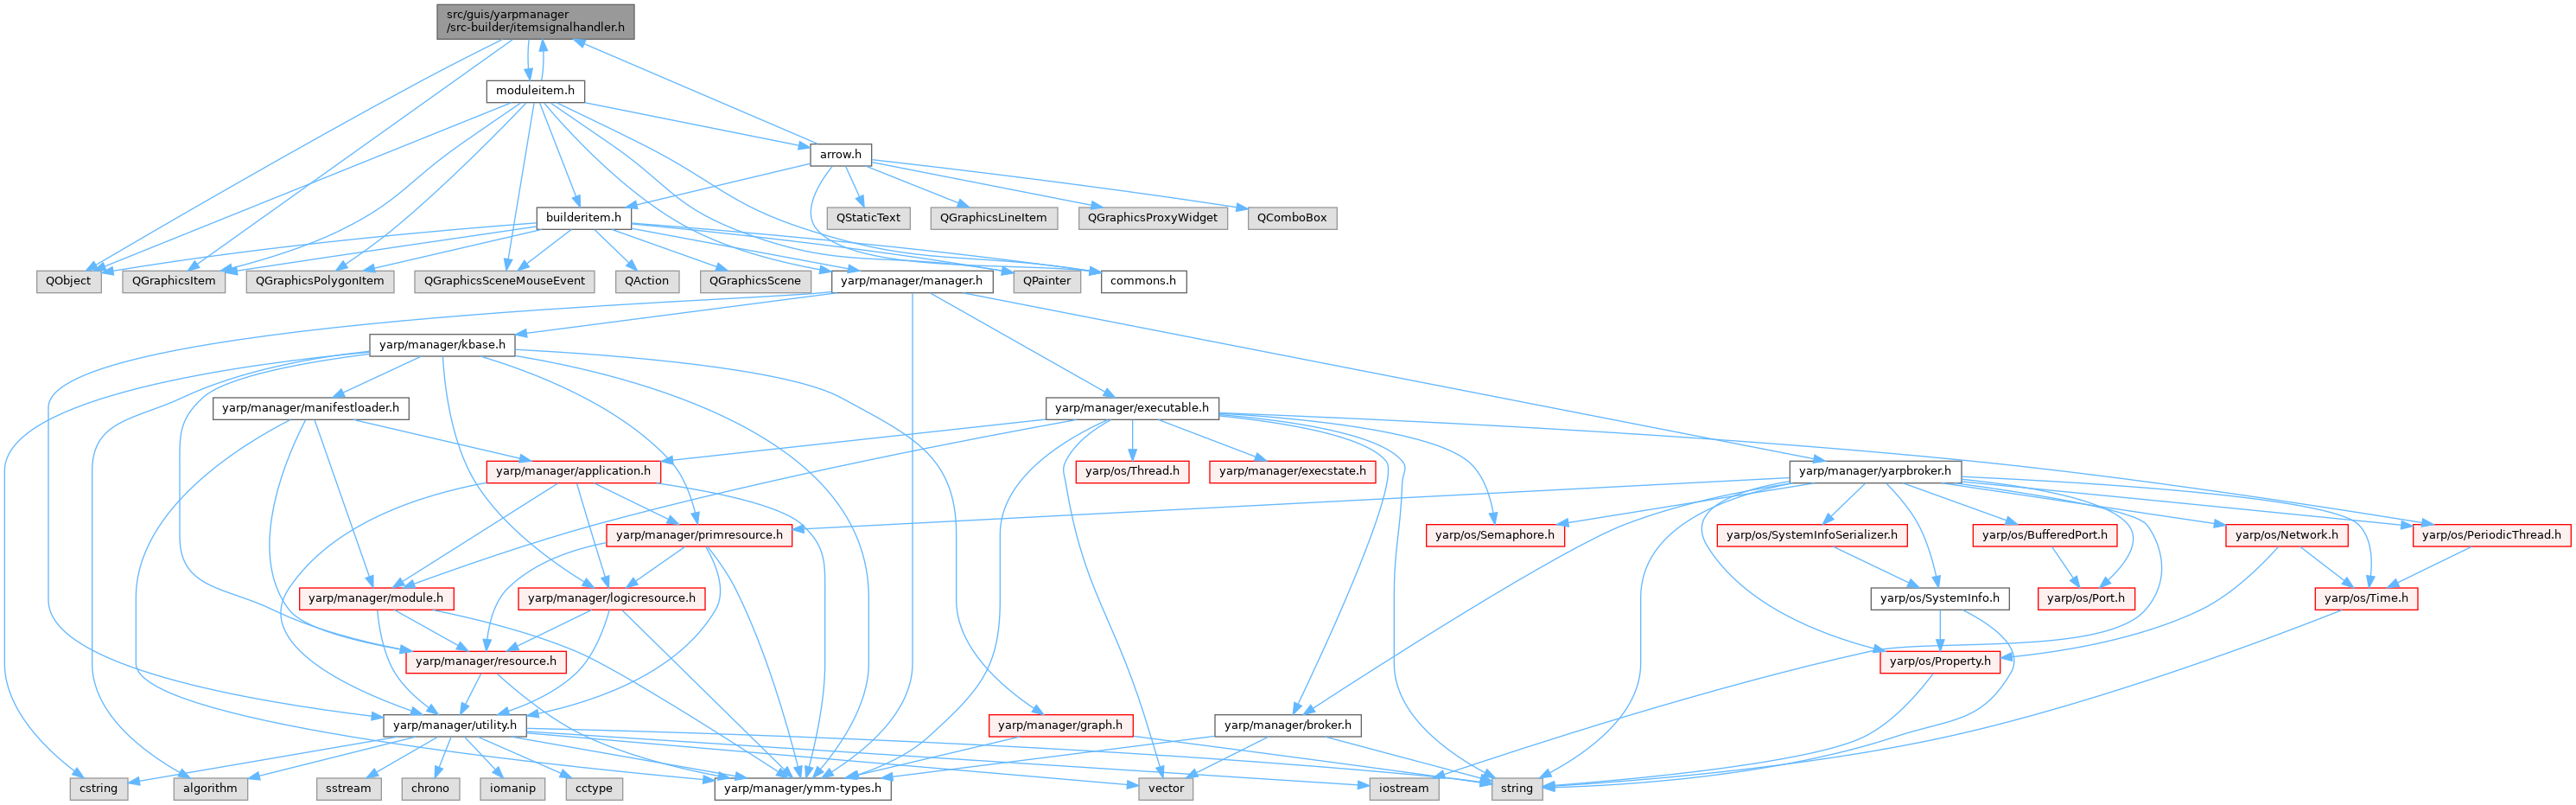 src/guis/yarpmanager
/src-builder/itemsignalhandler.h
moduleitem.h
arrow.h
builderitem.h
QStaticText
QGraphicsLineItem
QGraphicsProxyWidget
QComboBox
QObject
QGraphicsItem
QGraphicsPolygonItem
QGraphicsSceneMouseEvent
QAction
QGraphicsScene
yarp/manager/manager.h
QPainter
commons.h
yarp/manager/kbase.h
yarp/manager/manifestloader.h
yarp/manager/executable.h
yarp/manager/application.h
yarp/os/Thread.h
yarp/manager/execstate.h
yarp/manager/yarpbroker.h
yarp/manager/primresource.h
yarp/os/Semaphore.h
yarp/os/SystemInfoSerializer.h
yarp/os/BufferedPort.h
yarp/os/Network.h
yarp/os/PeriodicThread.h
yarp/manager/module.h
yarp/manager/logicresource.h
yarp/os/SystemInfo.h
yarp/os/Port.h
yarp/os/Time.h
yarp/manager/resource.h
yarp/os/Property.h
yarp/manager/utility.h
yarp/manager/graph.h
yarp/manager/broker.h
cstring
algorithm
sstream
chrono
iomanip
cctype
yarp/manager/ymm-types.h
vector
iostream
string